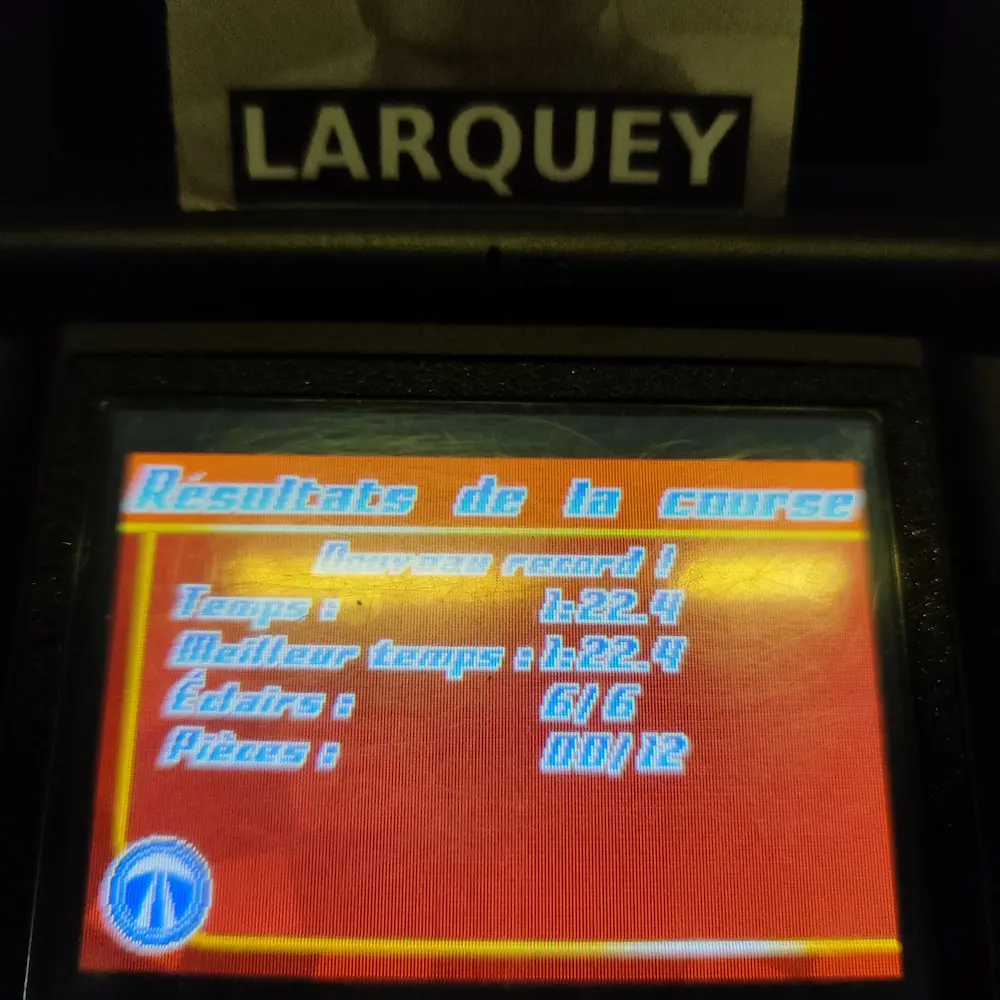 LARQUEY
Résultats de la course
Nouveau record !
Temps : 1:22.4
Meilleur temps : 1:22.4
Éclairs : 6/6
Pièces : 00/12